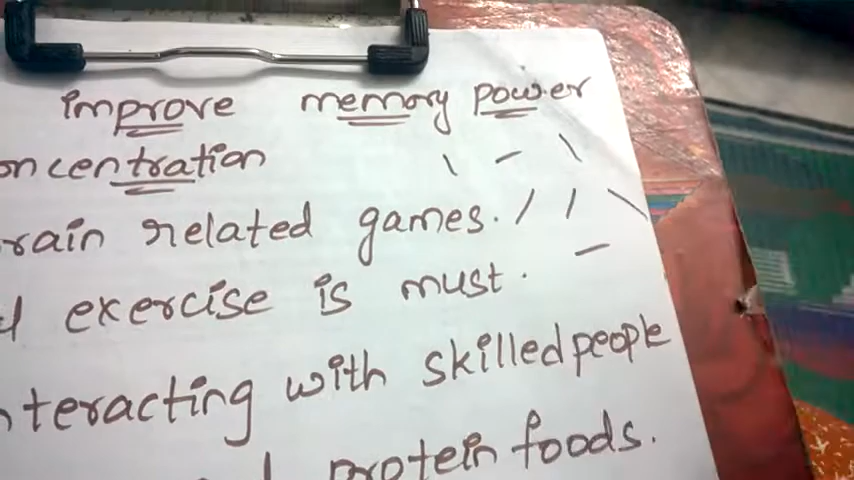 improve memory power
oncentration
rain related games.
d exercise is must.
nteracting with skilled people
protein foods.